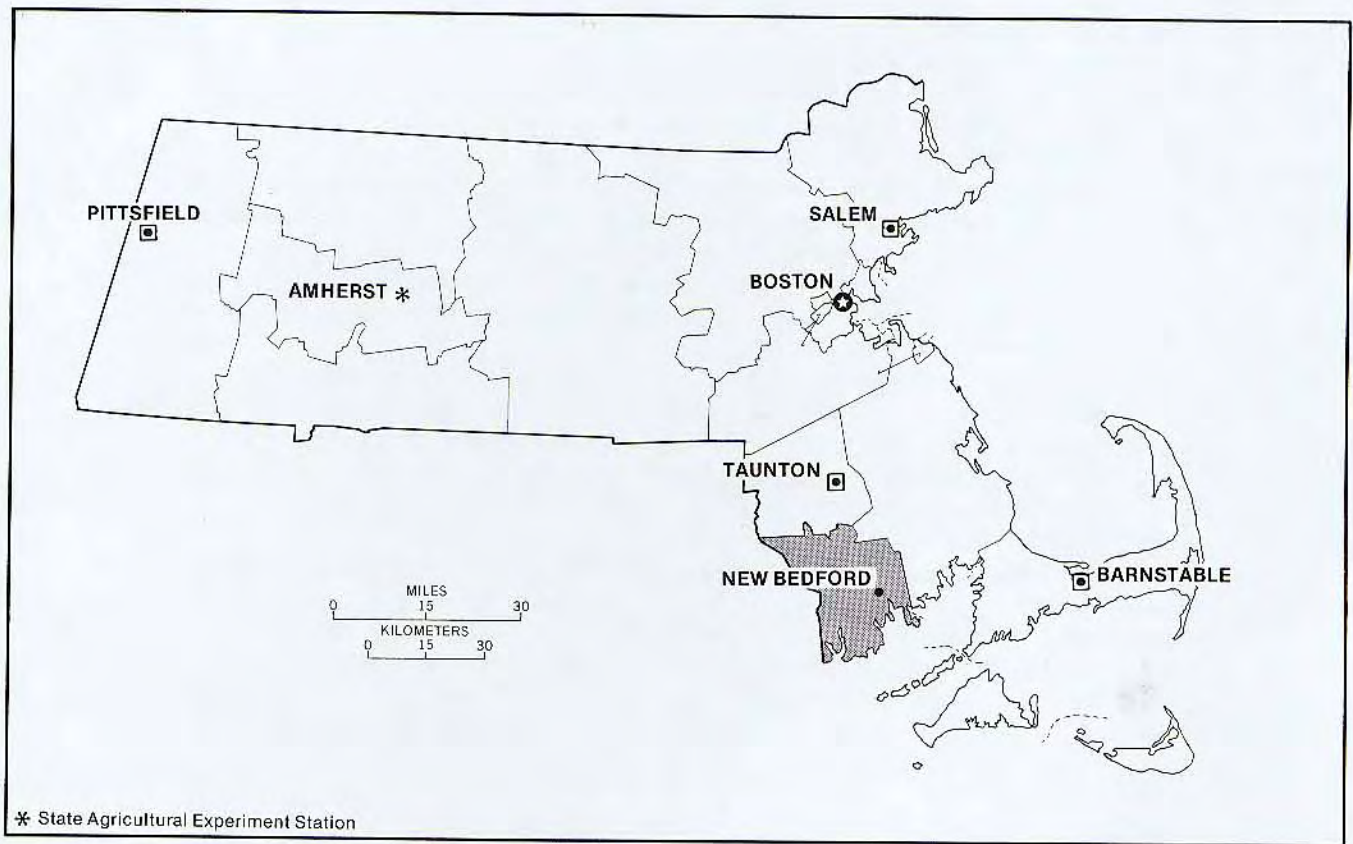 PITTSFIELD
SALEM
BOSTON
AMHERST *
TAUNTON
NEW BEDFORD
BARNSTABLE
MILES
0 15 30
KILOMETERS
0 15 30
* State Agricultural Experiment Station